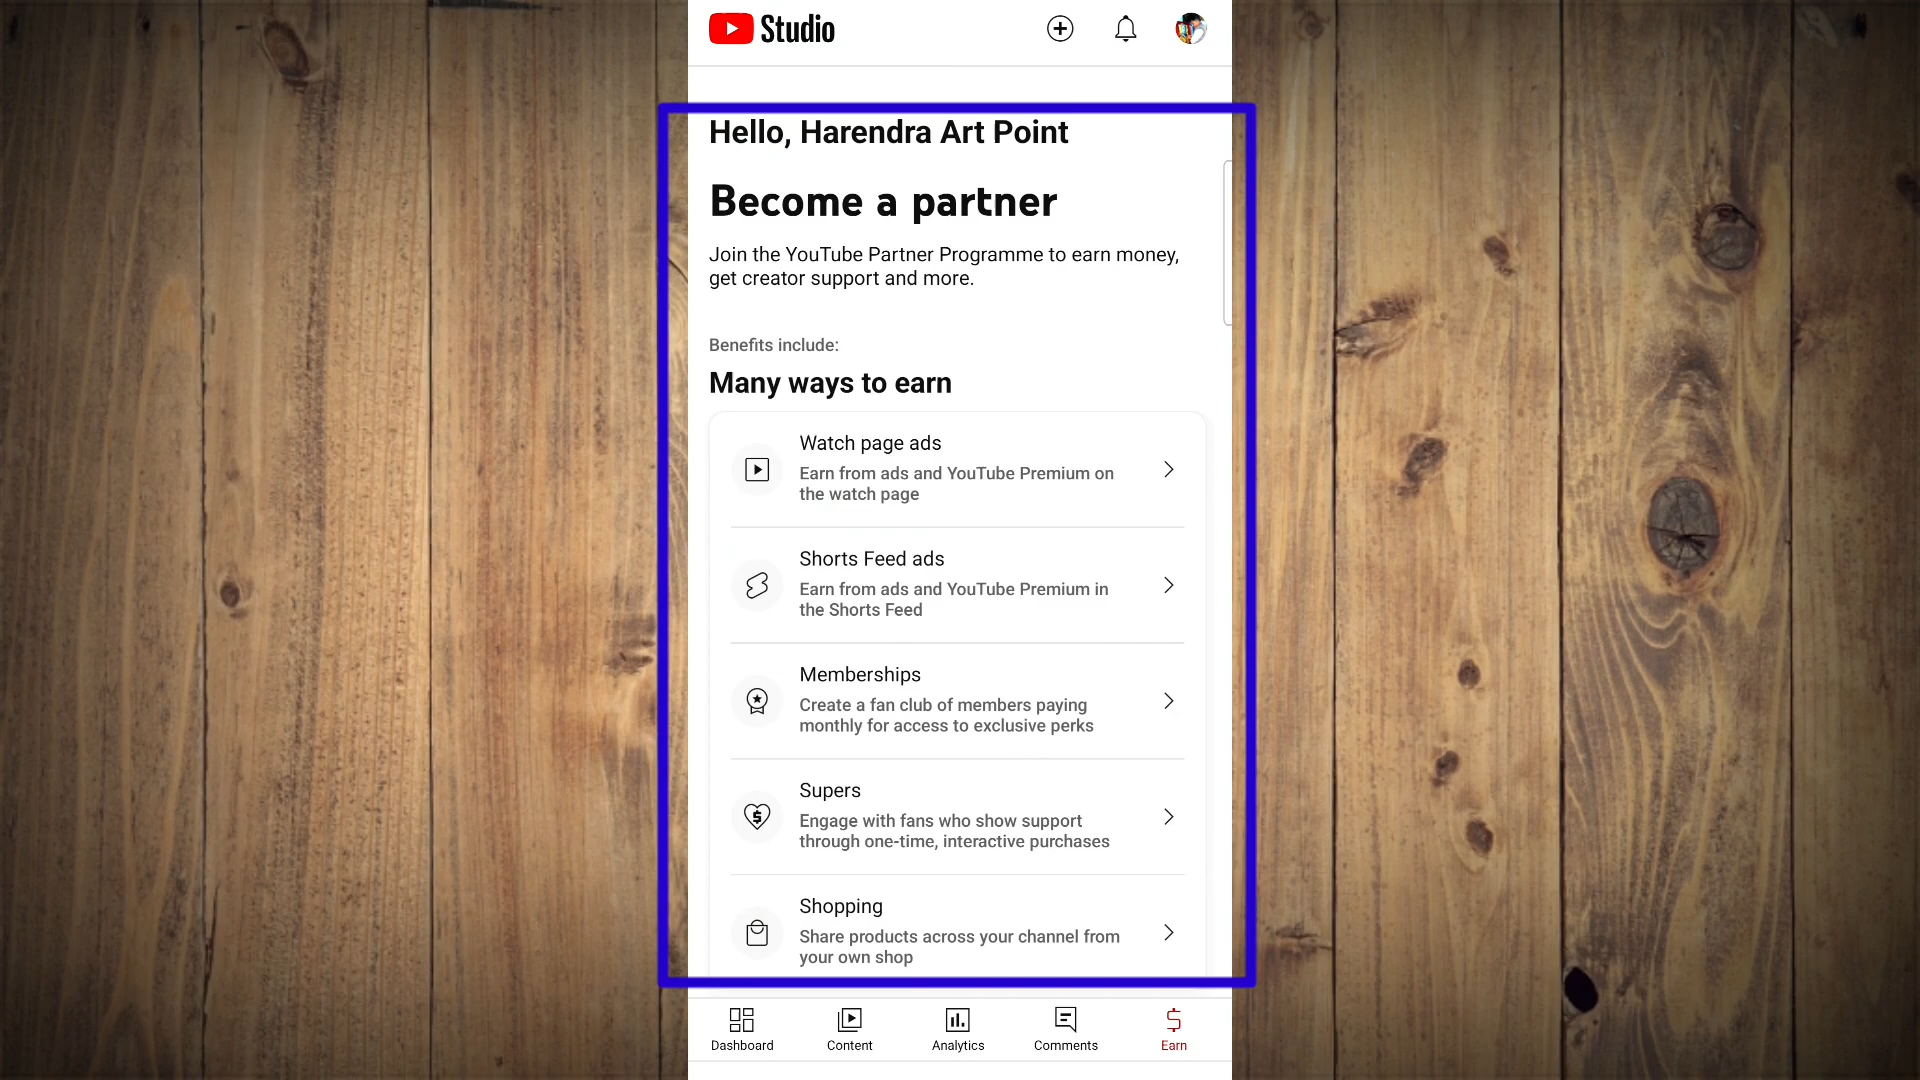 Studio
Hello, Harendra Art Point
Become a partner
Join the YouTube Partner Programme to earn money,
get creator support and more.
Benefits include:
Many ways to earn
Watch page ads
Earn from ads and YouTube Premium on
the watch page
Shorts Feed ads
Earn from ads and YouTube Premium in
the Shorts Feed
Memberships
Create a fan club of members paying
monthly for access to exclusive perks
Supers
Engage with fans who show support
through one-time, interactive purchases
Shopping
Share products across your channel from
your own shop
Dashboard
Content
Analytics
Comments
Earn